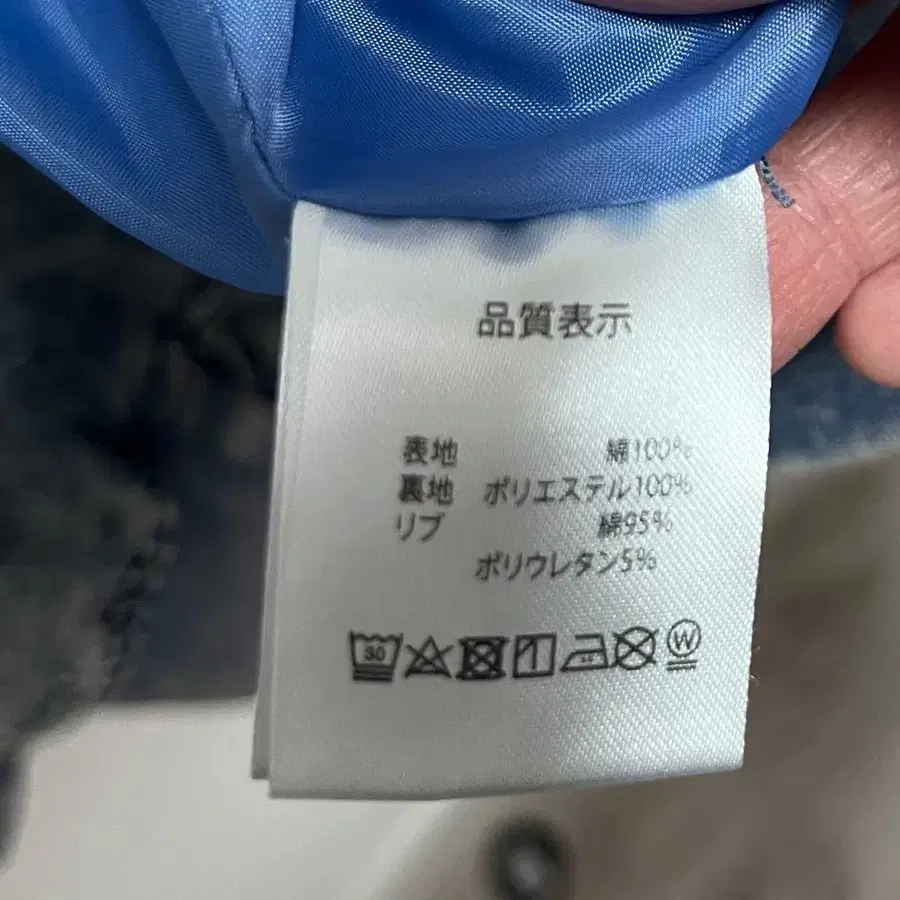 品質表示
表地 綿100%
裏地 ポリエステル100%
リブ 綿95%
ポリウレタン5%
30 W